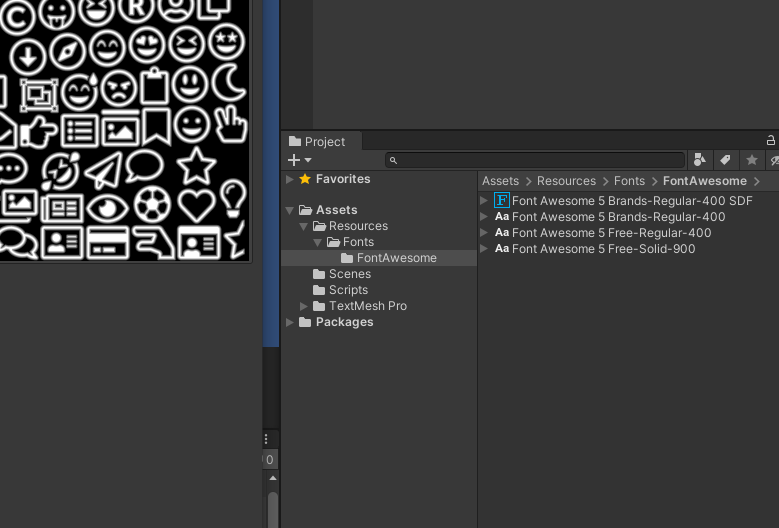 Project
Favorites
Assets > Resources > Fonts > FontAwesome >
Font Awesome 5 Brands-Regular-400 SDF
Aa Font Awesome 5 Brands-Regular-400
Aa Font Awesome 5 Free-Regular-400
Aa Font Awesome 5 Free-Solid-900
Assets
Resources
Fonts
FontAwesome
Scenes
Scripts
TextMesh Pro
Packages
0